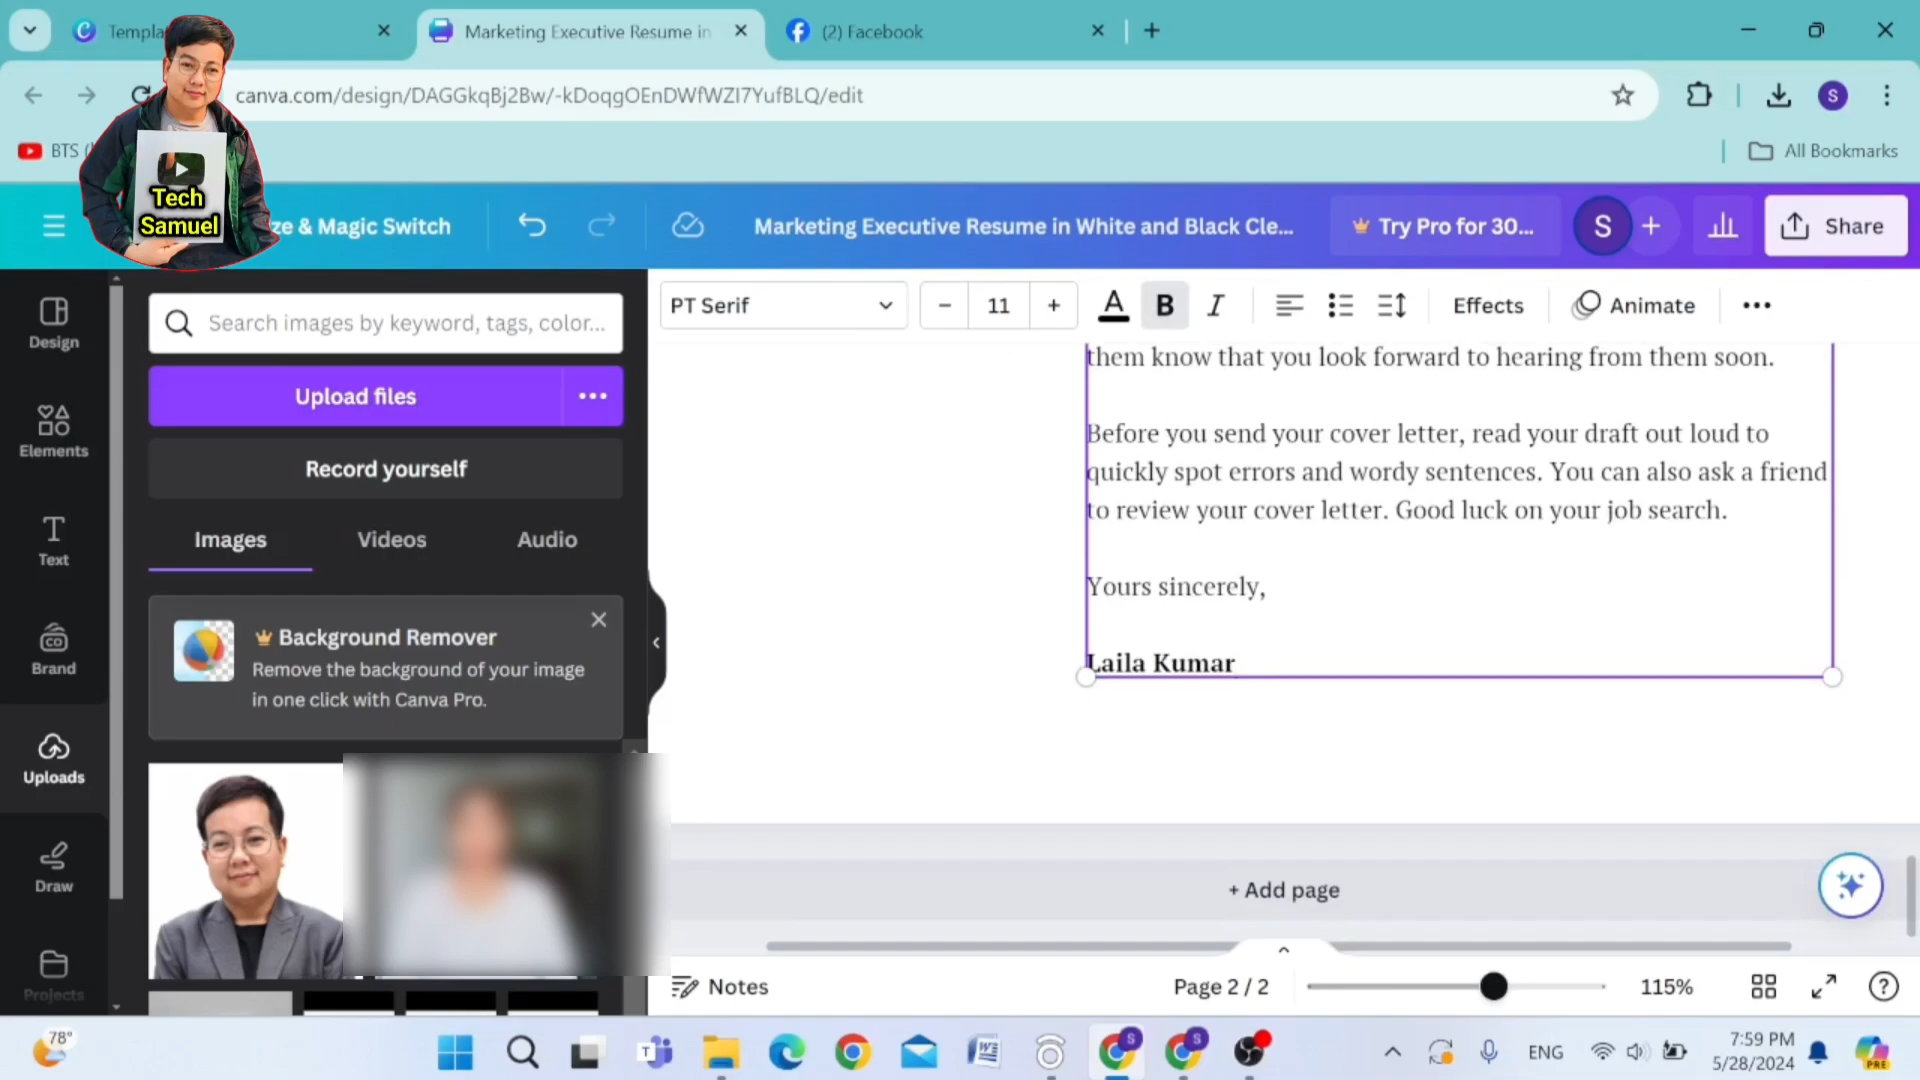 Templa
Marketing Executive Resume in
(2) Facebook
canva.com/design/DAGGkqBj2Bw/-kDoqgOEnDWfWZI7YufBLQ/edit
S
BTS
All Bookmarks
Tech
Samuel
ze & Magic Switch
Marketing Executive Resume in White and Black Cle...
Try Pro for 30...
S
Share
Design
Elements
Text
Brand
Uploads
Draw
Projects
Search images by keyword, tags, color...
Upload files
Record yourself
Images
Videos
Audio
Background Remover
Remove the background of your image
in one click with Canva Pro.
PT Serif
11
A
B
I
Effects
Animate
them know that you look forward to hearing from them soon.
Before you send your cover letter, read your draft out loud to
quickly spot errors and wordy sentences. You can also ask a friend
to review your cover letter. Good luck on your job search.
Yours sincerely,
Laila Kumar
+ Add page
Notes
Page 2 / 2
115%
78°
ENG
7:59 PM
5/28/2024
PRE